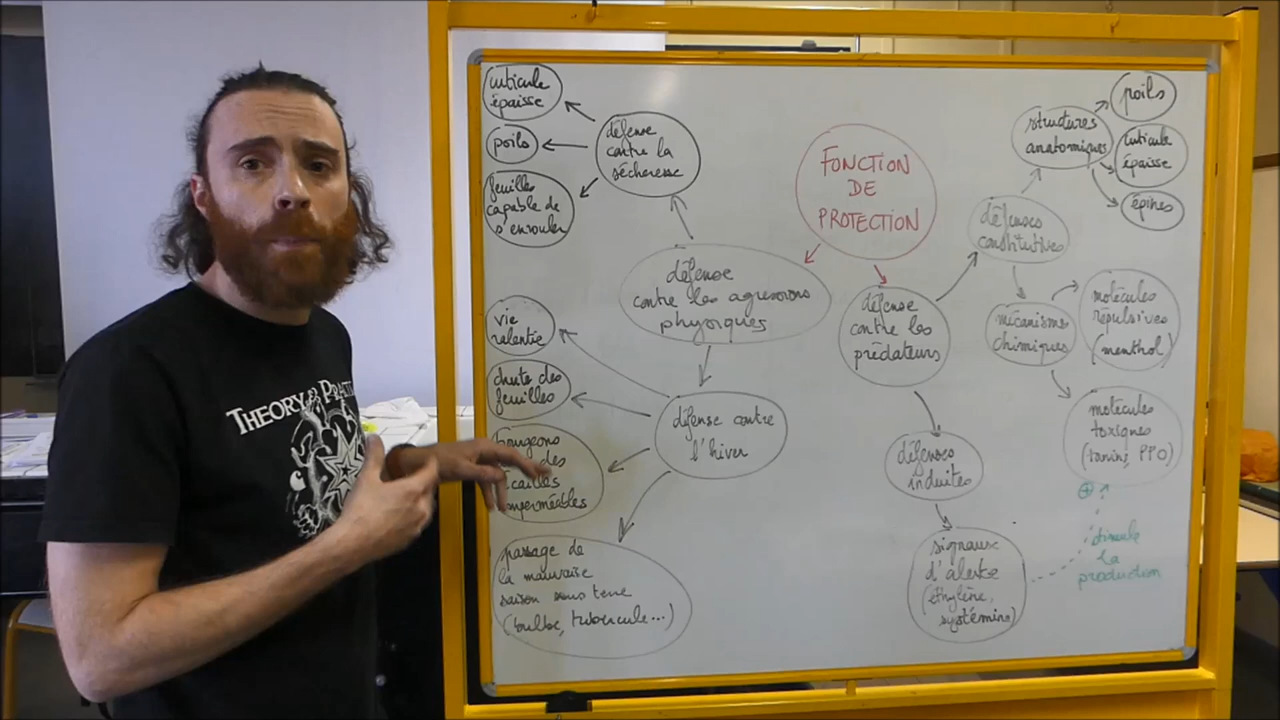 THEORY
cuticule
épaisse
poils
feuilles
capable de
s'enrouler
défense
contre la
sécheresse
FONCTION
DE
PROTECTION
défense
contre les agressions
physiques
vie
ralentie
chute des
feuilles
défense contre
l'hiver
bourgeons
des
écailles
imperméables
passage de
la mauvaise
saison sous terre
(bulbe, tubercule...)
défense
contre les
prédateurs
défenses
constitutives
structures
anatomiques
poils
cuticule
épaisse
épines
mécanismes
chimiques
molécules
répulsives
(menthol)
molécules
toxiques
(tanins, PPO)
défenses
induites
signaux
d'alerte
(éthylène,
systémine)
stimule
la
production